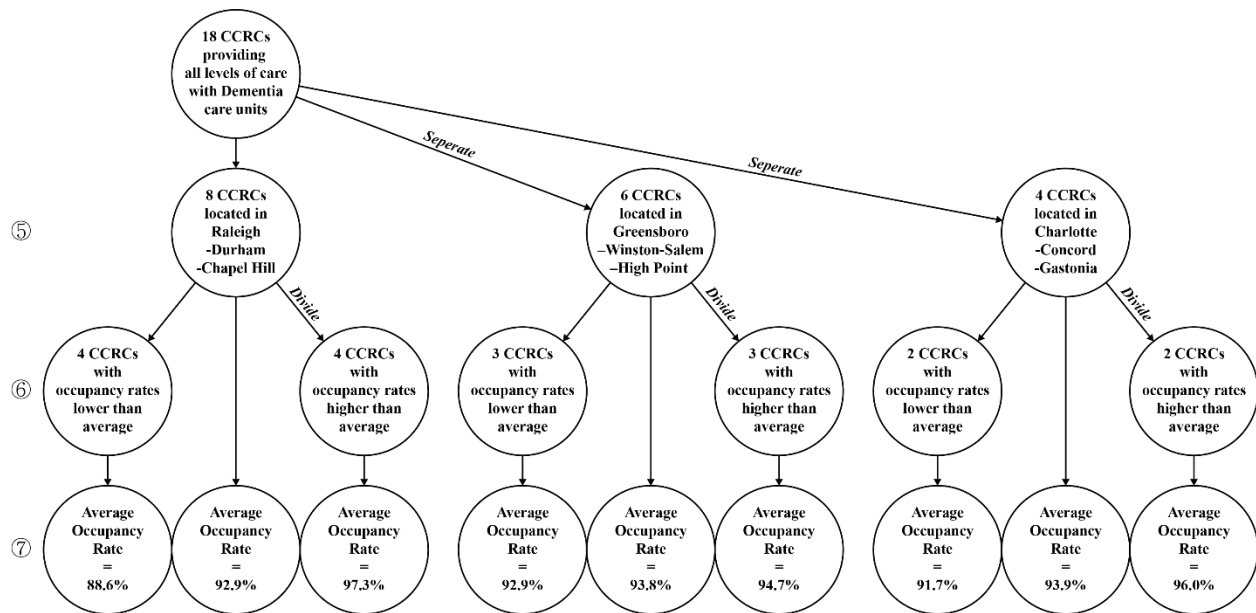 18 CCRCs
providing
all levels of care
with Dementia
care units
Seperate
Seperate
⑤
8 CCRCs
located in
Raleigh
-Durham
-Chapel Hill
6 CCRCs
located in
Greensboro
–Winston-Salem
–High Point
4 CCRCs
located in
Charlotte
-Concord
-Gastonia
Divide
Divide
Divide
⑥
4 CCRCs
with
occupancy rates
lower than
average
4 CCRCs
with
occupancy rates
higher than
average
3 CCRCs
with
occupancy rates
lower than
average
3 CCRCs
with
occupancy rates
higher than
average
2 CCRCs
with
occupancy rates
lower than
average
2 CCRCs
with
occupancy rates
higher than
average
⑦
Average
Occupancy
Rate
=
88.6%
Average
Occupancy
Rate
=
92.9%
Average
Occupancy
Rate
=
97.3%
Average
Occupancy
Rate
=
92.9%
Average
Occupancy
Rate
=
93.8%
Average
Occupancy
Rate
=
94.7%
Average
Occupancy
Rate
=
91.7%
Average
Occupancy
Rate
=
93.9%
Average
Occupancy
Rate
=
96.0%